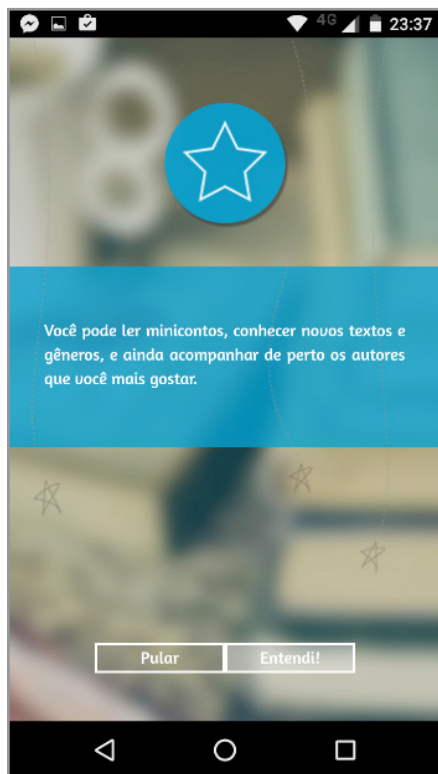 4G 23:37
Você pode ler minicontos, conhecer novos textos e
gêneros, e ainda acompanhar de perto os autores
que você mais gostar.
Pular Entendi!